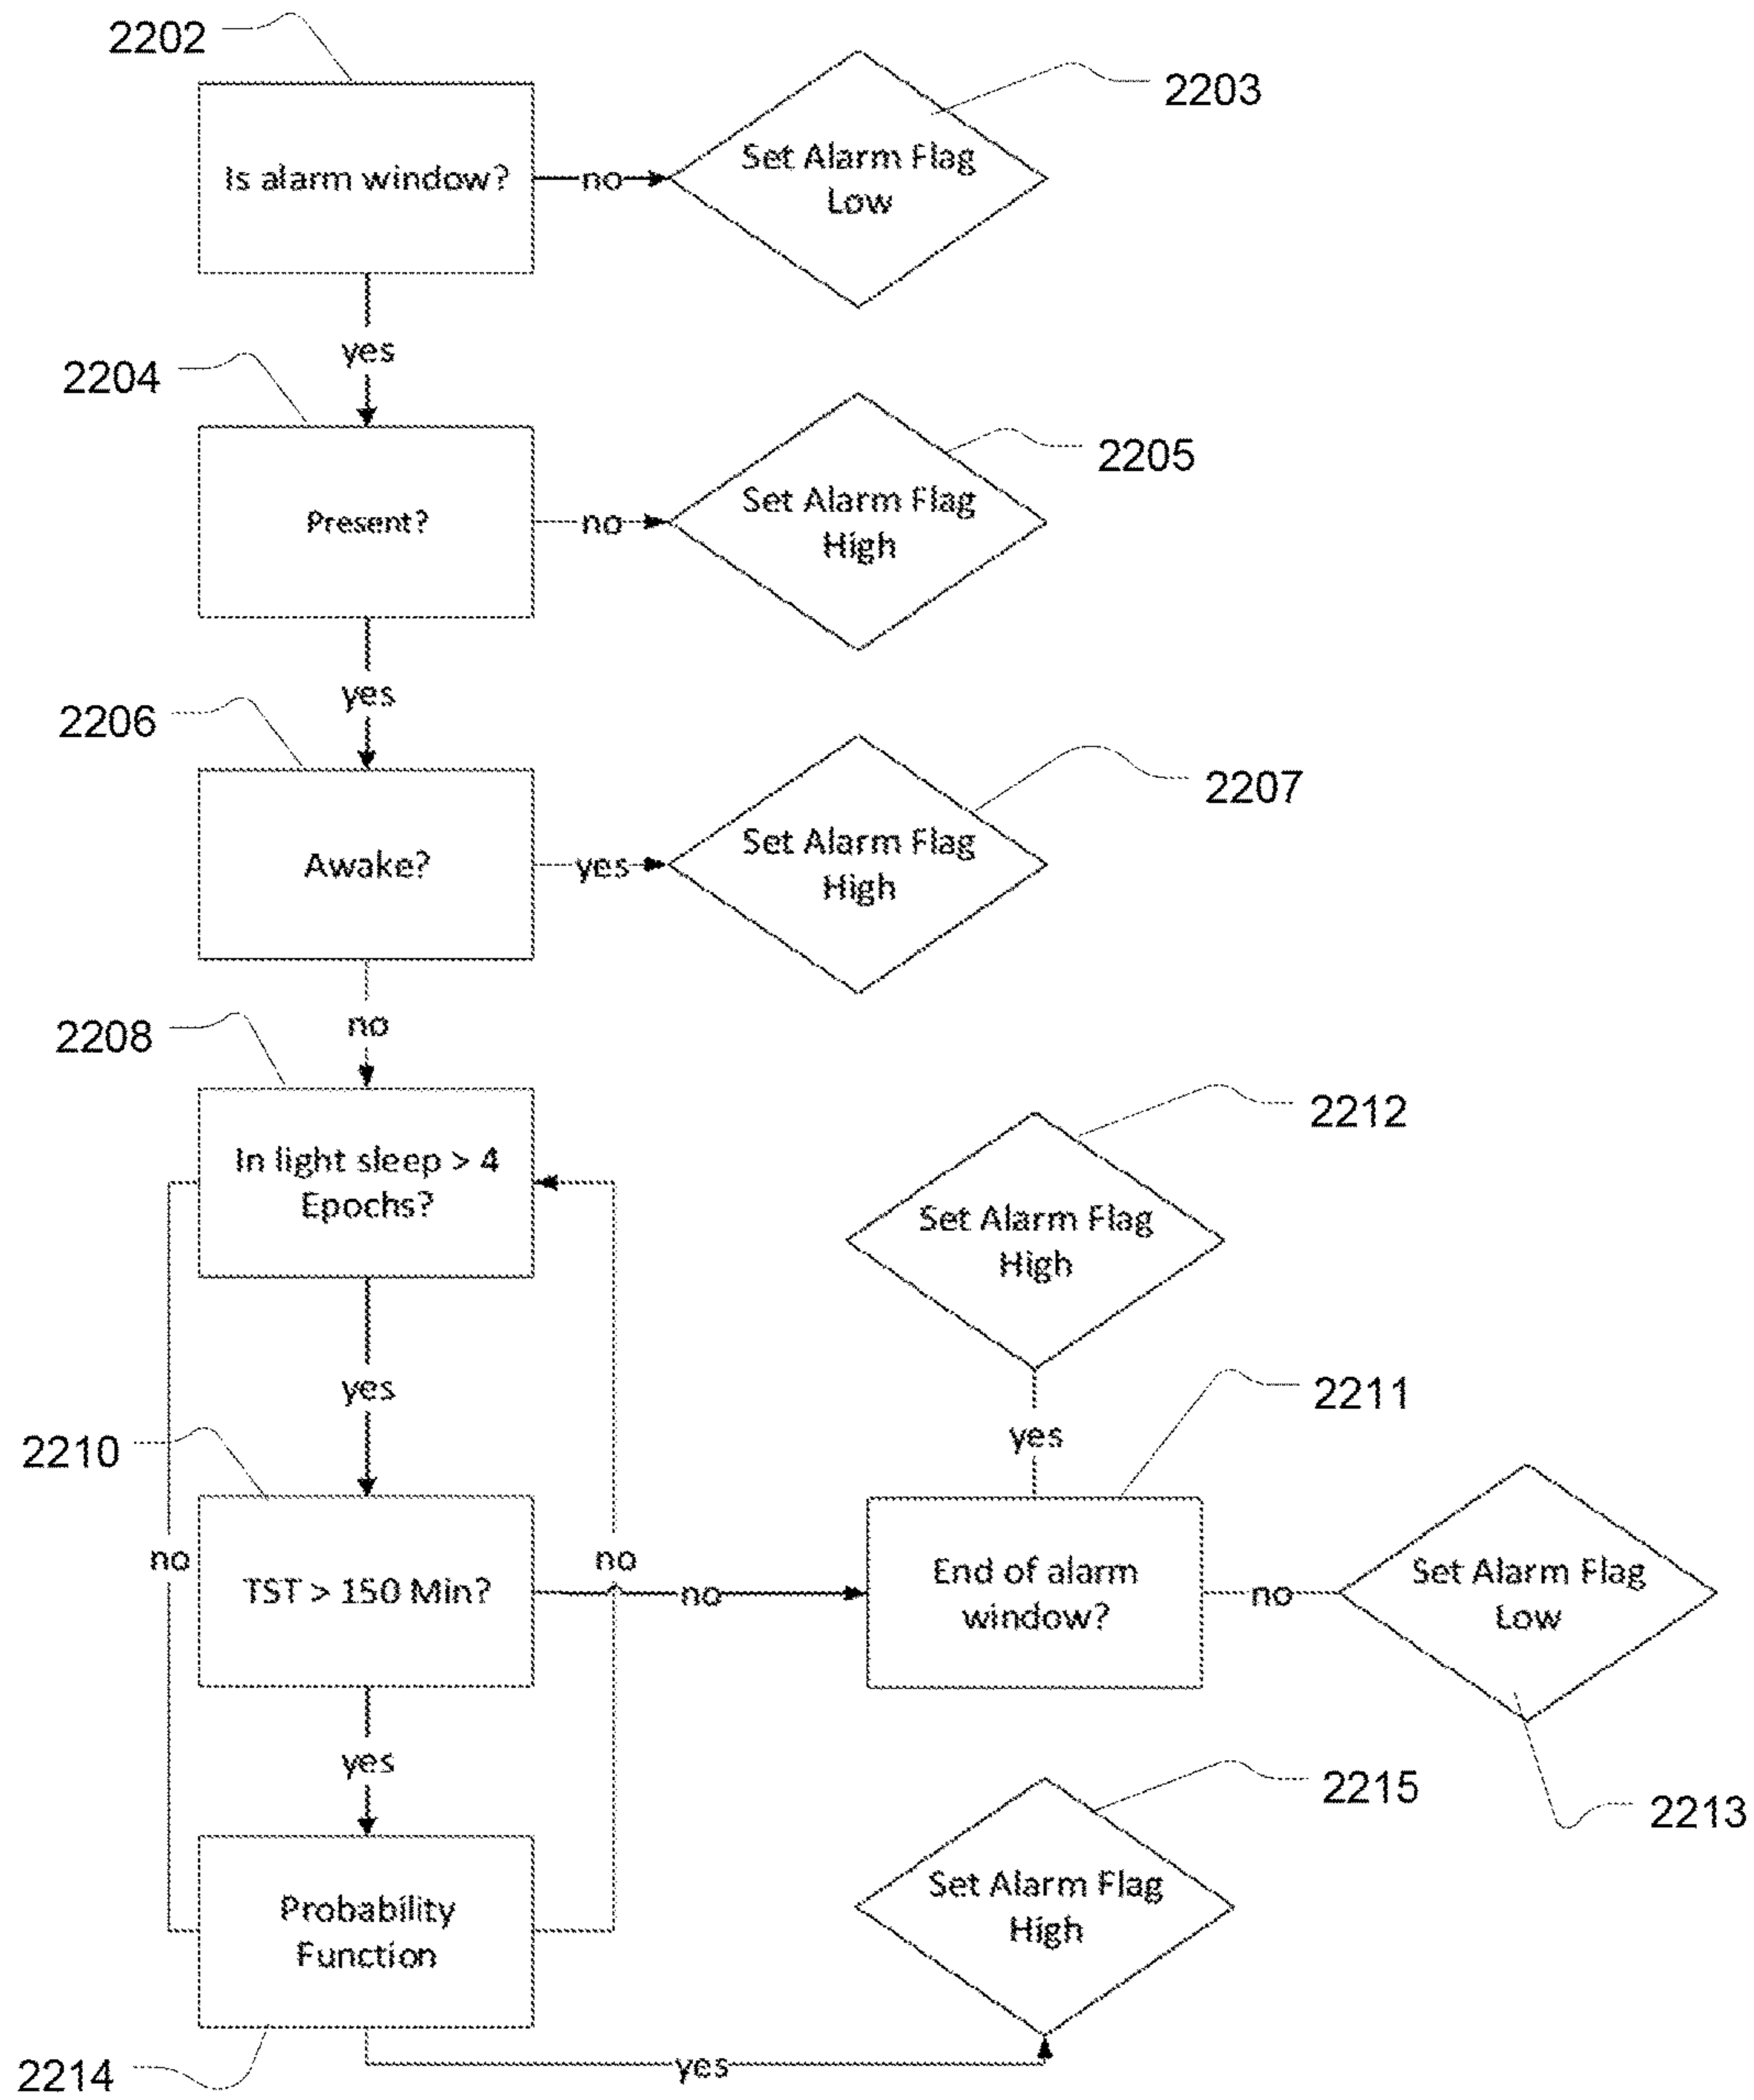 2202
2203
Is alarm window?
no
Set Alarm Flag
Low
yes
2204
2205
Present?
no
Set Alarm Flag
High
yes
2206
2207
Awake?
yes
Set Alarm Flag
High
no
2208
2212
In light sleep > 4
Epochs?
Set Alarm Flag
High
yes
2211
yes
2210
no
TST > 150 Min?
no
no
End of alarm
window?
no
Set Alarm Flag
Low
yes
2215
2213
Probability
Function
Set Alarm Flag
High
2214
yes